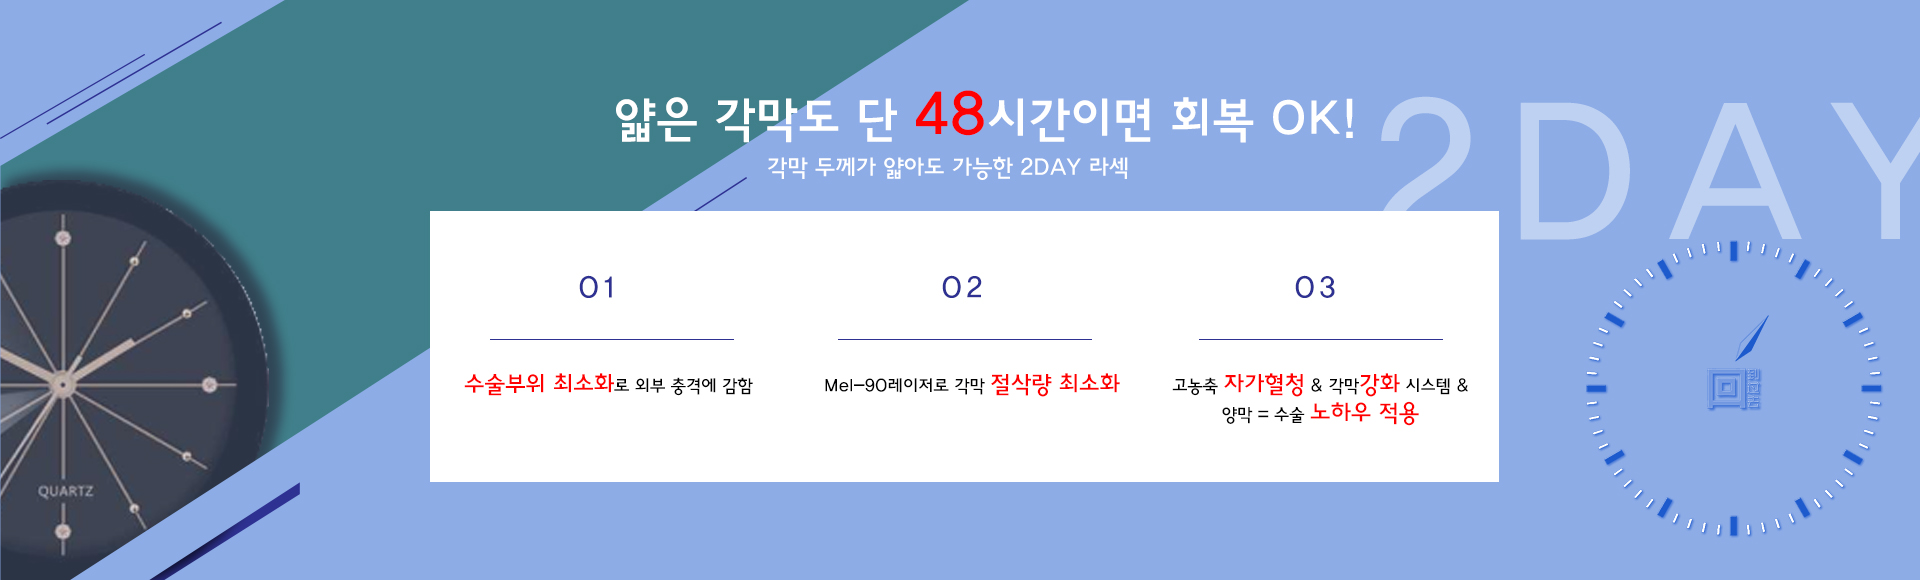 얇은 각막도 단 48시간이면 회복 OK!
각막 두께가 얇아도 가능한 2DAY 라섹
2DAY
01
수술부위 최소화로 외부 충격에 감함
02
Mel-90레이저로 각막 절삭량 최소화
03
고농축 자가혈청 & 각막강화 시스템 &
양막 = 수술 노하우 적용
QUARTZ